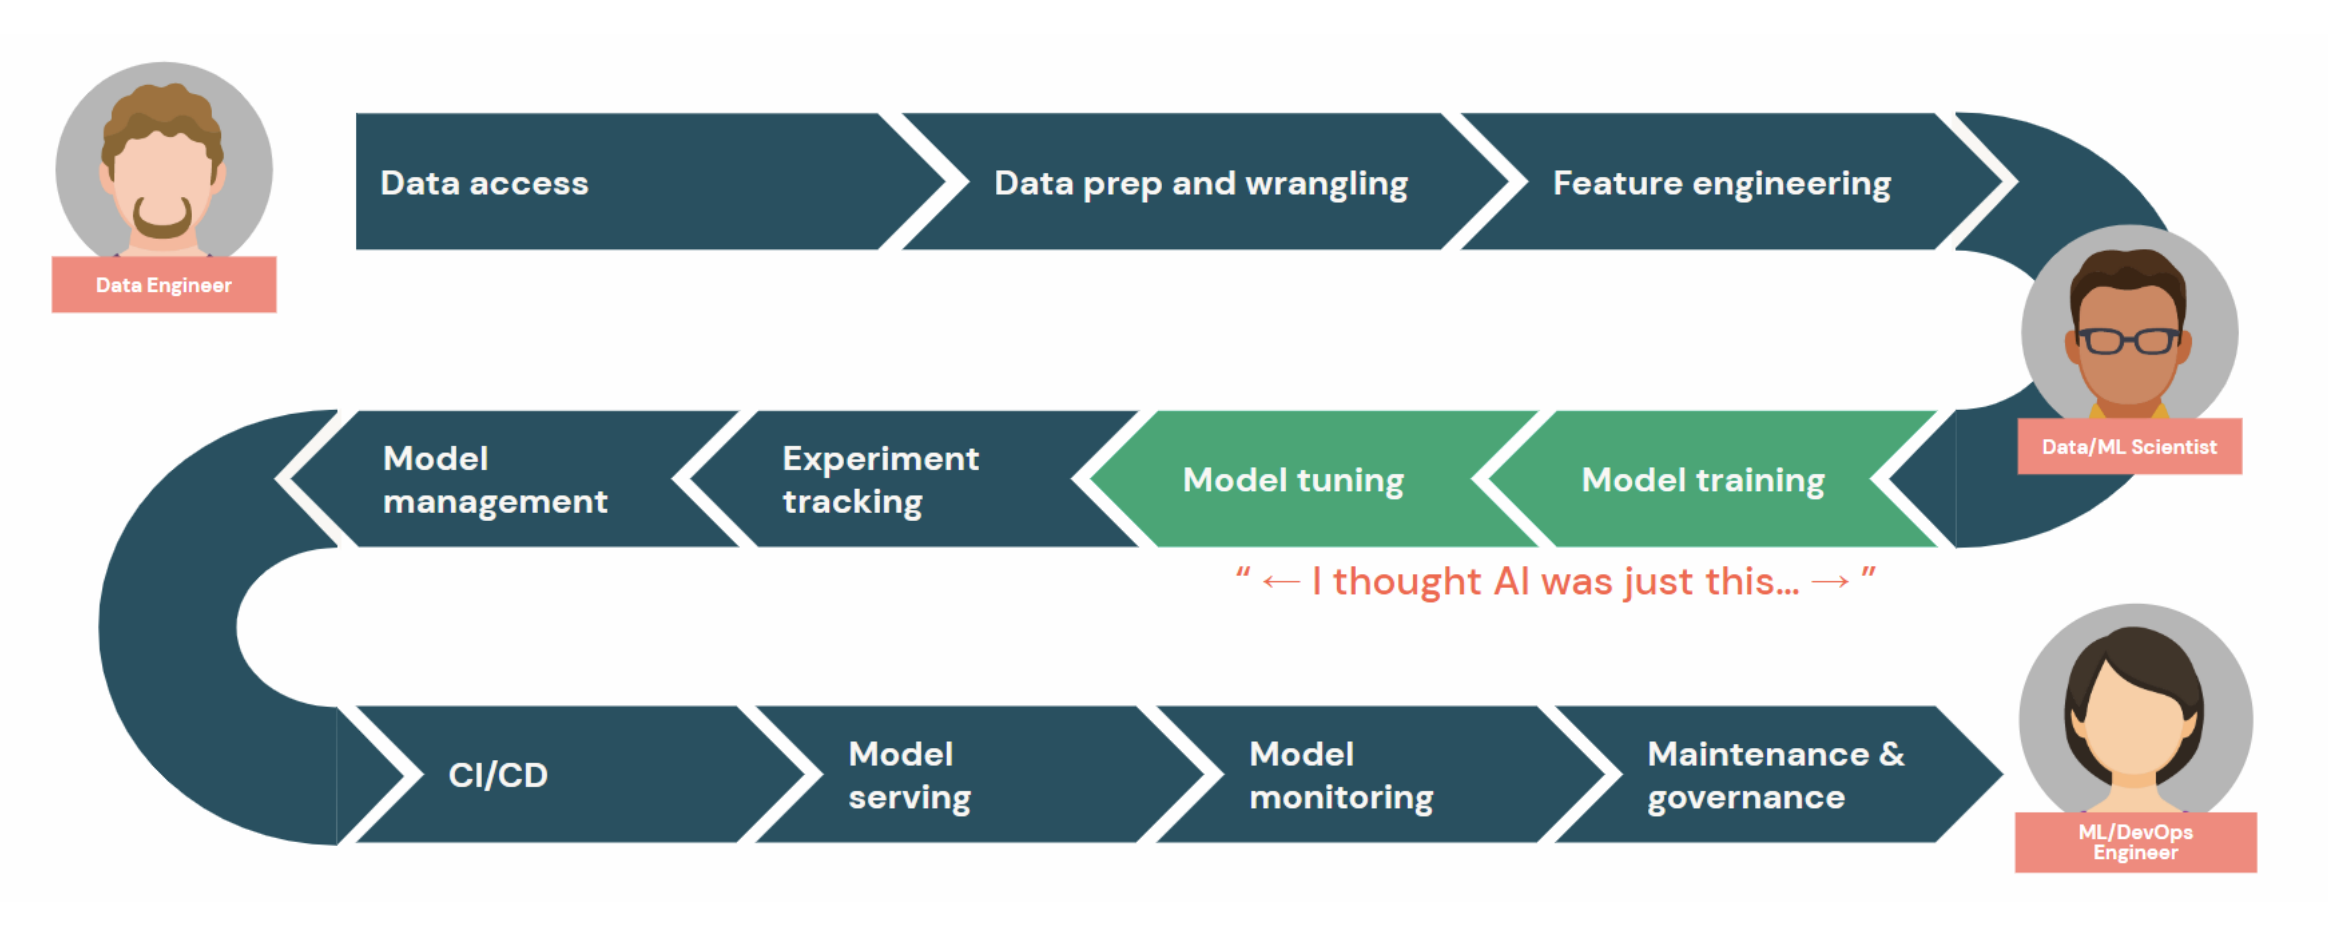 Data access
Data prep and wrangling
Feature engineering
Data Engineer
Data/ML Scientist
Model training
Model tuning
Experiment
tracking
Model
management
“ ← I thought AI was just this... → ”
CI/CD
Model
serving
Model
monitoring
Maintenance &
governance
ML/DevOps
Engineer